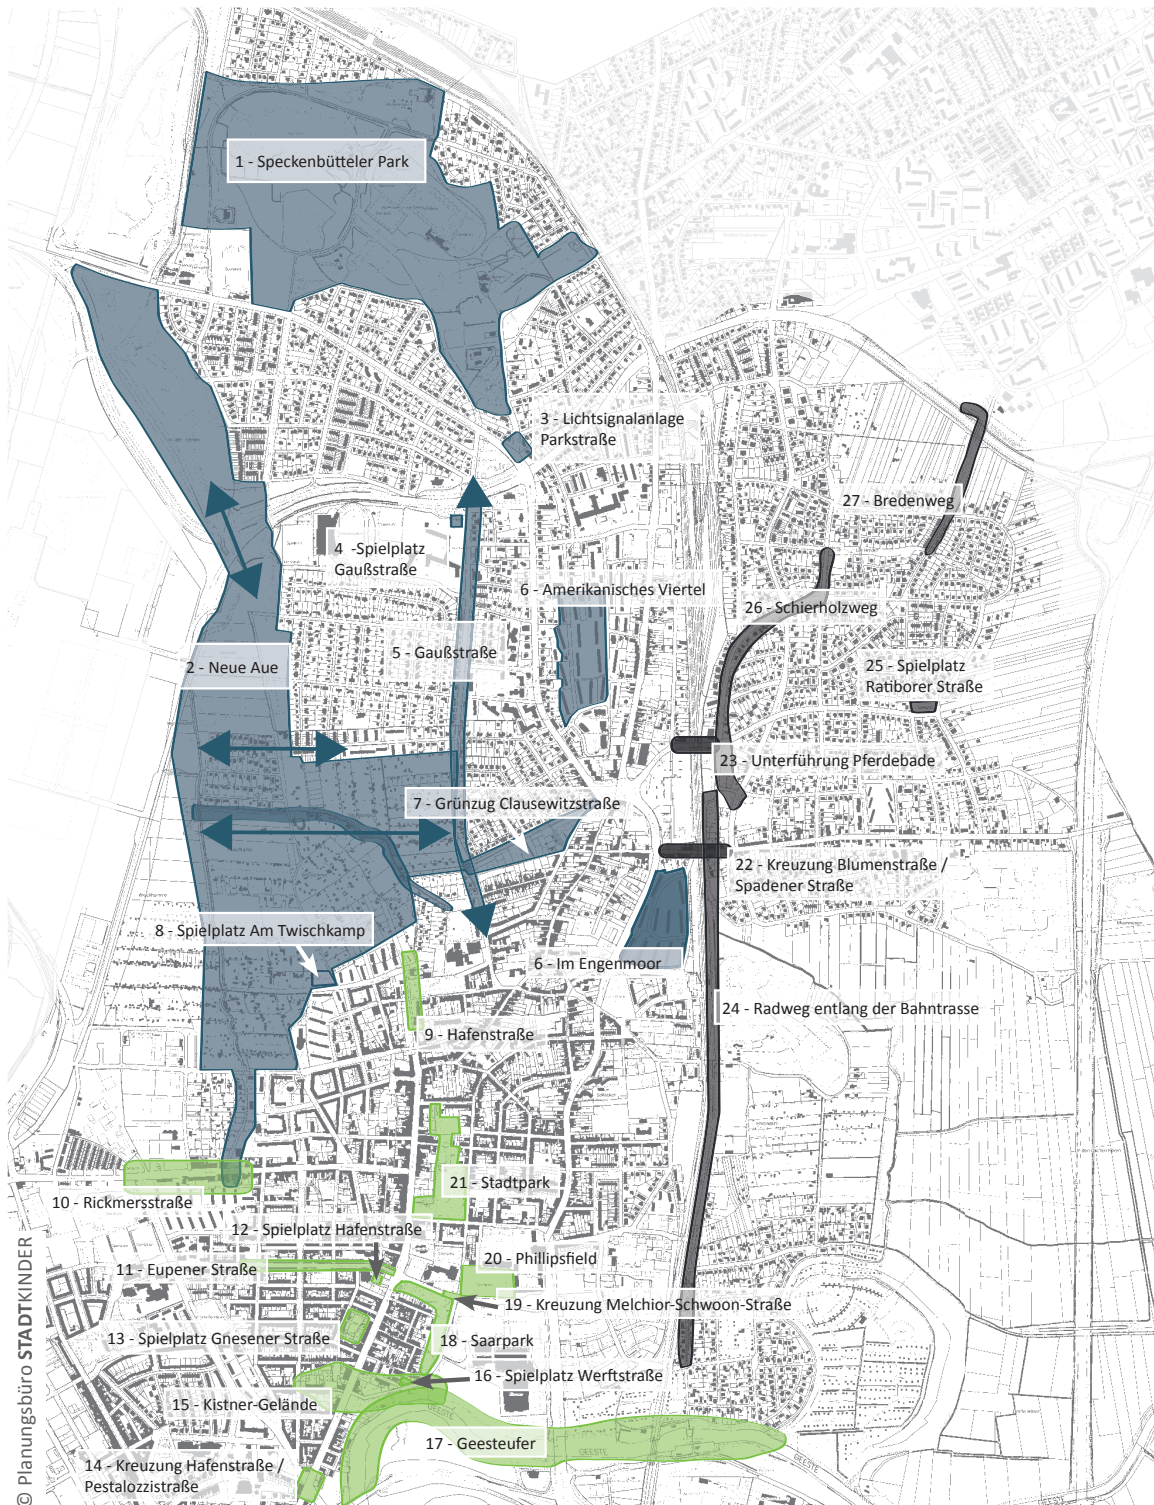 1 - Speckenbütteler Park
3 - Lichtsignalanlage
Parkstraße
27 - Bredenweg
4 -Spielplatz
Gaußstraße
6 - Amerikanisches Viertel
26 - Schierholzweg
5 - Gaußstraße
2 - Neue Aue
25 - Spielplatz
Ratiborer Straße
23 - Unterführung Pferdebade
7 - Grünzug Clausewitzstraße
22 - Kreuzung Blumenstraße /
Spadener Straße
8 - Spielplatz Am Twischkamp
6 - Im Engenmoor
24 - Radweg entlang der Bahntrasse
9 - Hafenstraße
21 - Stadtpark
10 - Rickmersstraße
12 - Spielplatz Hafenstraße
20 - Phillipsfield
11 - Eupener Straße
19 - Kreuzung Melchior-Schwoon-Straße
13 - Spielplatz Gnesener Straße
18 - Saarpark
16 - Spielplatz Werftstraße
15 - Kistner-Gelände
GEESTE
17 - Geesteufer
GEESTE
GEESTE
14 - Kreuzung Hafenstraße /
Pestalozzistraße
© Planungsbüro STADTKINDER